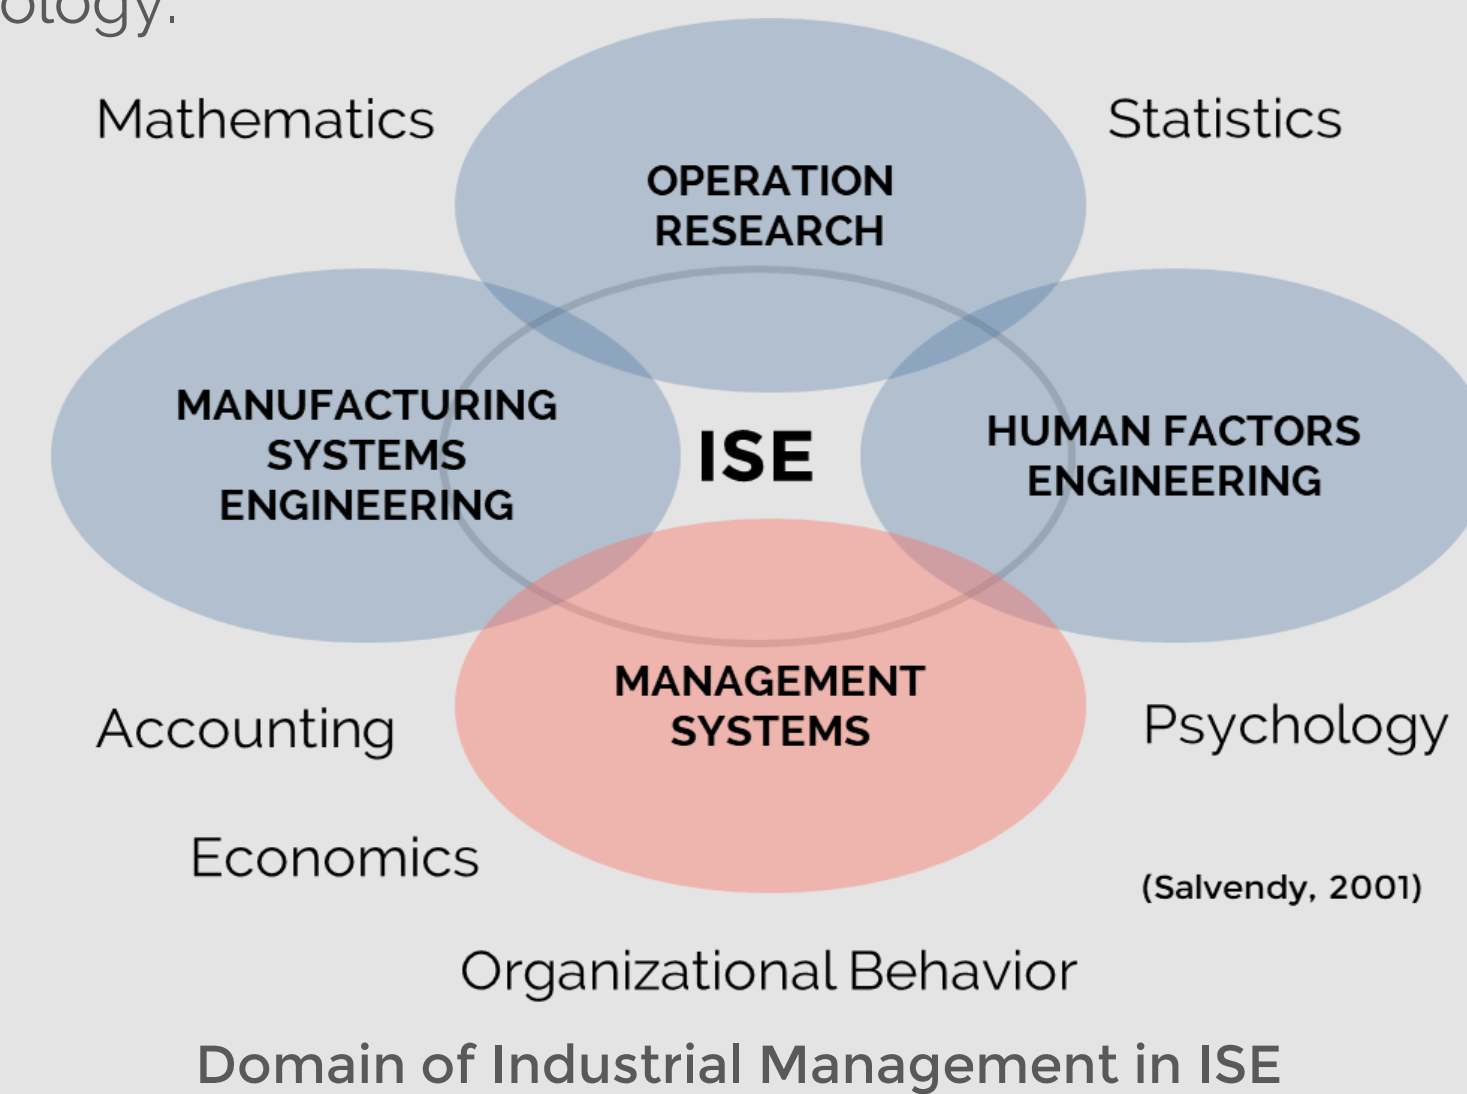 ology.
Mathematics
Statistics
OPERATION
RESEARCH
MANUFACTURING
SYSTEMS
ENGINEERING
ISE
HUMAN FACTORS
ENGINEERING
MANAGEMENT
SYSTEMS
Accounting
Psychology
Economics
(Salvendy, 2001)
Organizational Behavior
Domain of Industrial Management in ISE